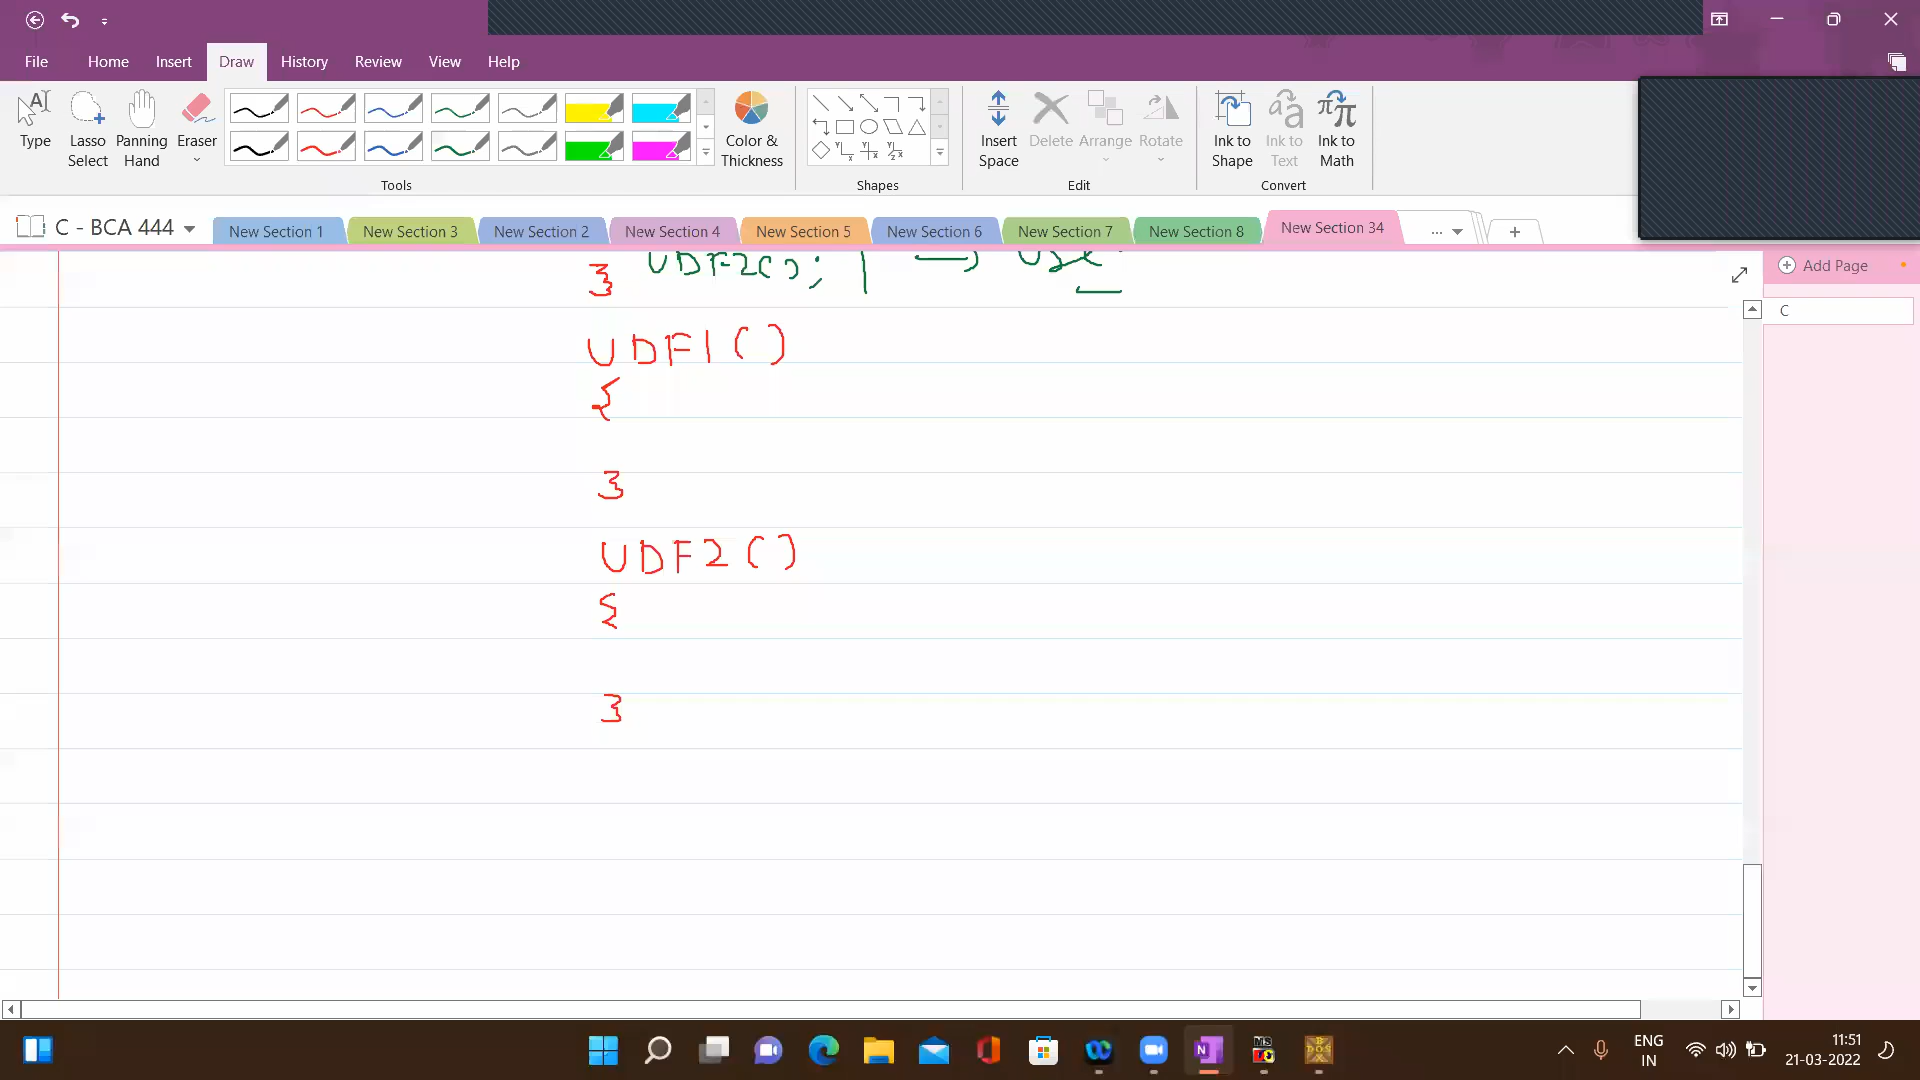 File Home Insert Draw History Review View Help
Type Lasso Select Panning Hand Eraser Color & Thickness Insert Space Delete Arrange Rotate Ink to Shape Ink to Text Ink to Math
Tools Shapes Edit Convert
C - BCA 444 New Section 1 New Section 3 New Section 2 New Section 4 New Section 5 New Section 6 New Section 7 New Section 8 New Section 34 ... +
Add Page
C
} UDF2();
UDF1()
{
}
UDF2()
{
}
ENG IN 11:51 21-03-2022